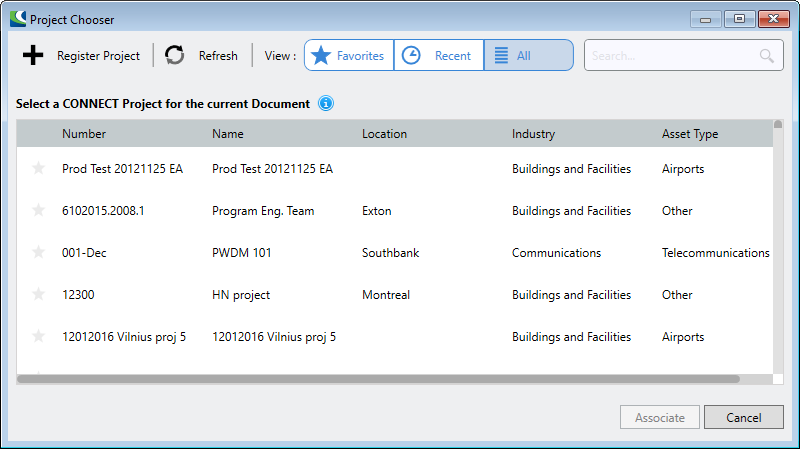 Project Chooser
Register Project Refresh View : Favorites Recent All Search...
Select a CONNECT Project for the current Document
Number Name Location Industry Asset Type
Prod Test 20121125 EA Prod Test 20121125 EA Buildings and Facilities Airports
6102015.2008.1 Program Eng. Team Exton Buildings and Facilities Other
001-Dec PWDM 101 Southbank Communications Telecommunications
12300 HN project Montreal Buildings and Facilities Other
12012016 Vilnius proj 5 12012016 Vilnius proj 5 Buildings and Facilities Airports
Associate Cancel